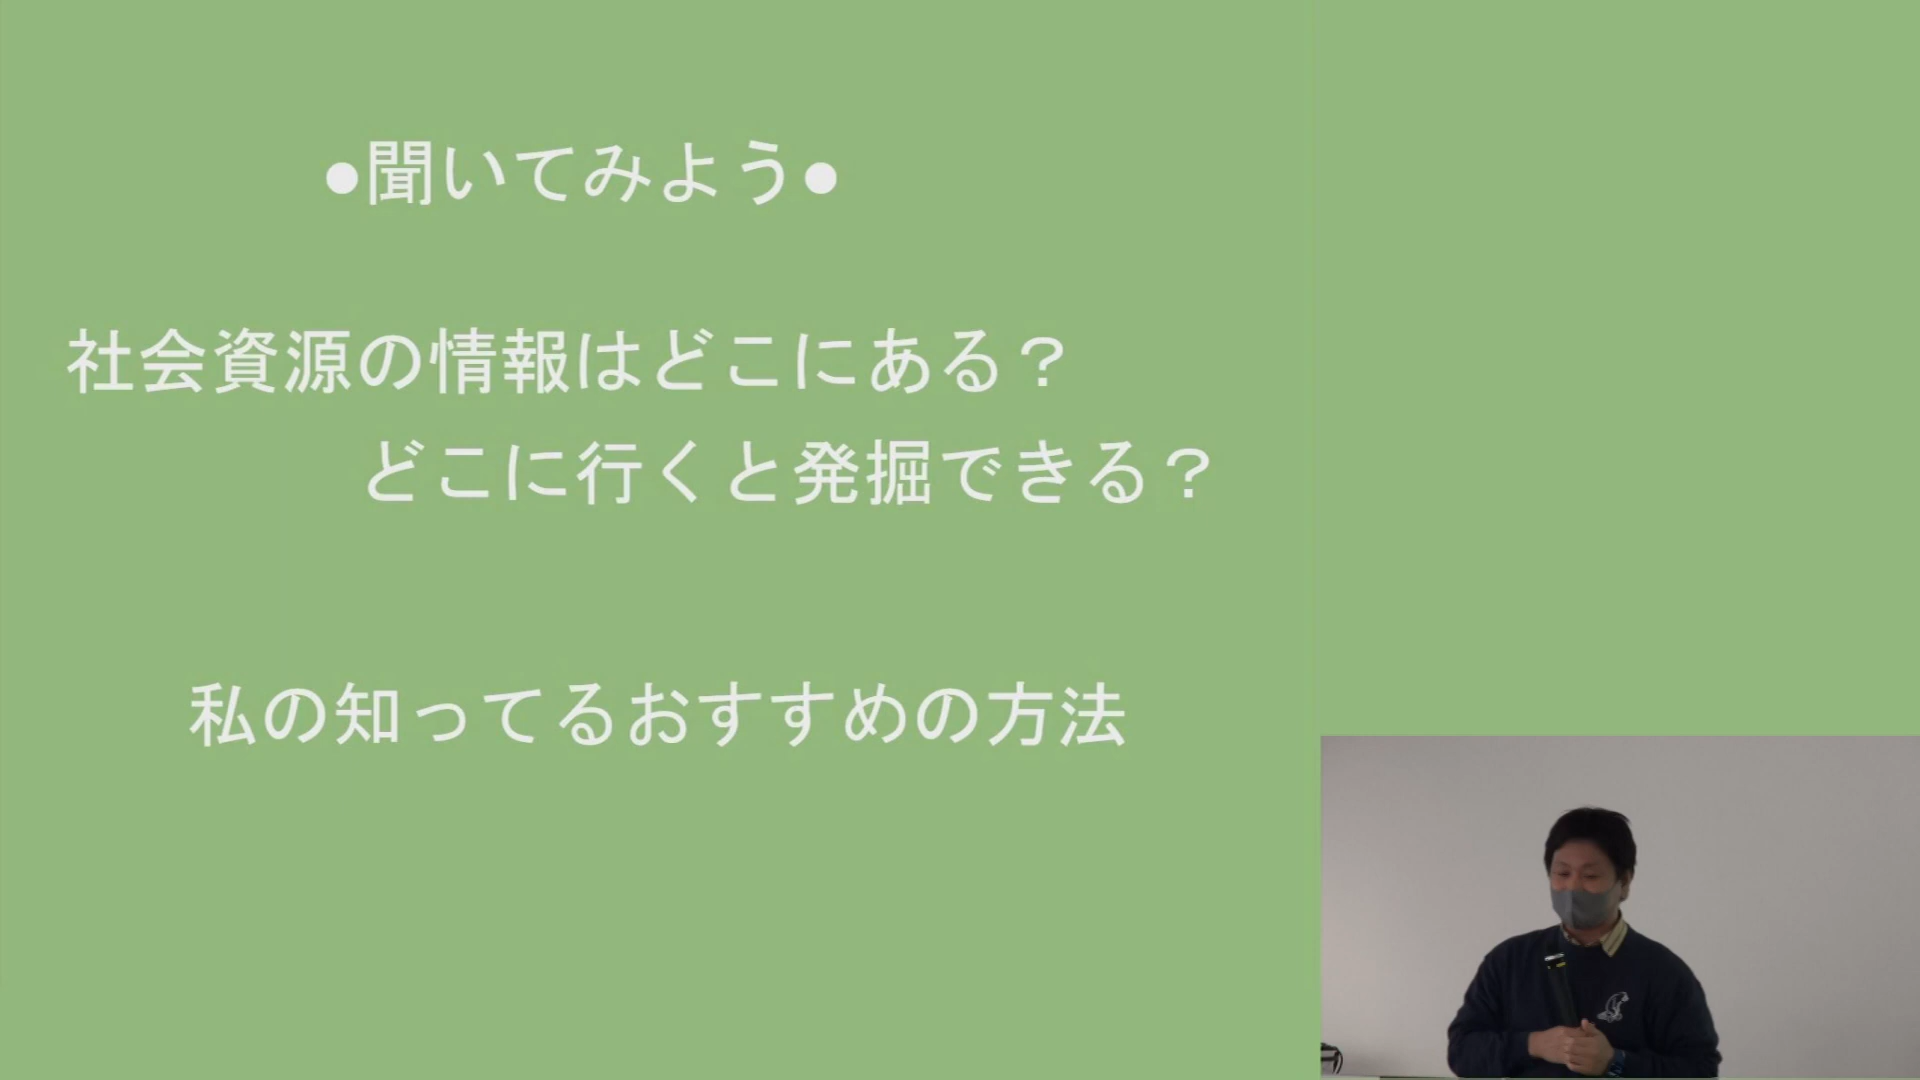 ●聞いてみよう●
社会資源の情報はどこにある？
どこに行くと発掘できる？
私の知ってるおすすめの方法